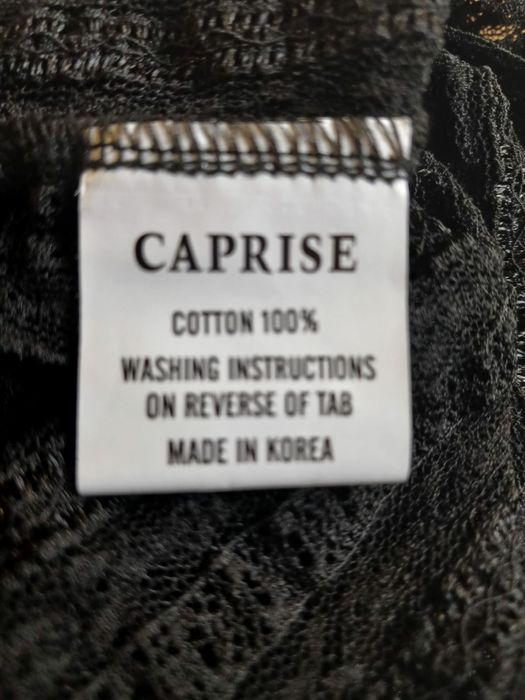 CAPRISE
COTTON 100%
WASHING INSTRUCTIONS
ON REVERSE OF TAB
MADE IN KOREA